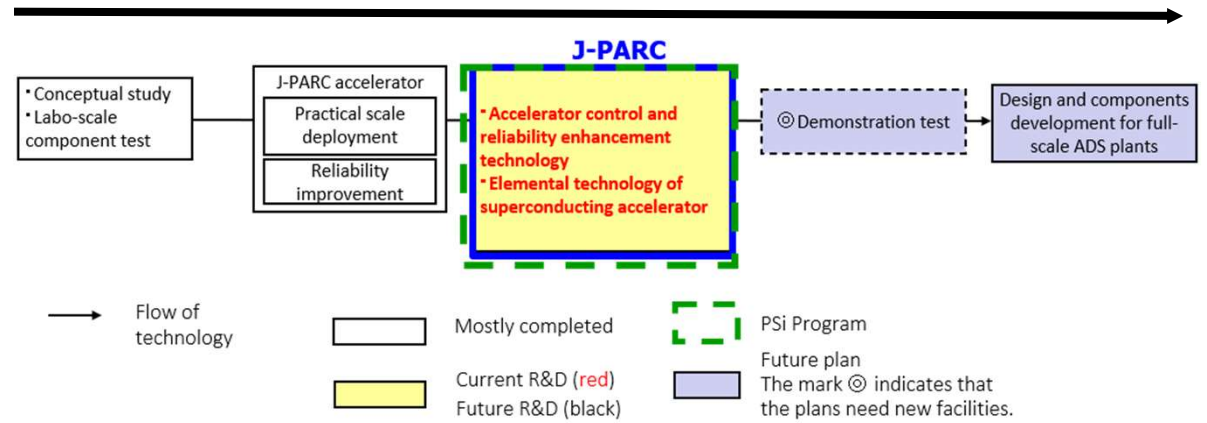 J-PARC
・Conceptual study
・Labo-scale
component test
J-PARC accelerator
Practical scale
deployment
Reliability
improvement
・Accelerator control and
reliability enhancement
technology
・Elemental technology of
superconducting accelerator
◎Demonstration test
Design and components
development for full-
scale ADS plants
Flow of
technology
Mostly completed
Current R&D (red)
Future R&D (black)
PSi Program
Future plan
The mark ◎ indicates that
the plans need new facilities.